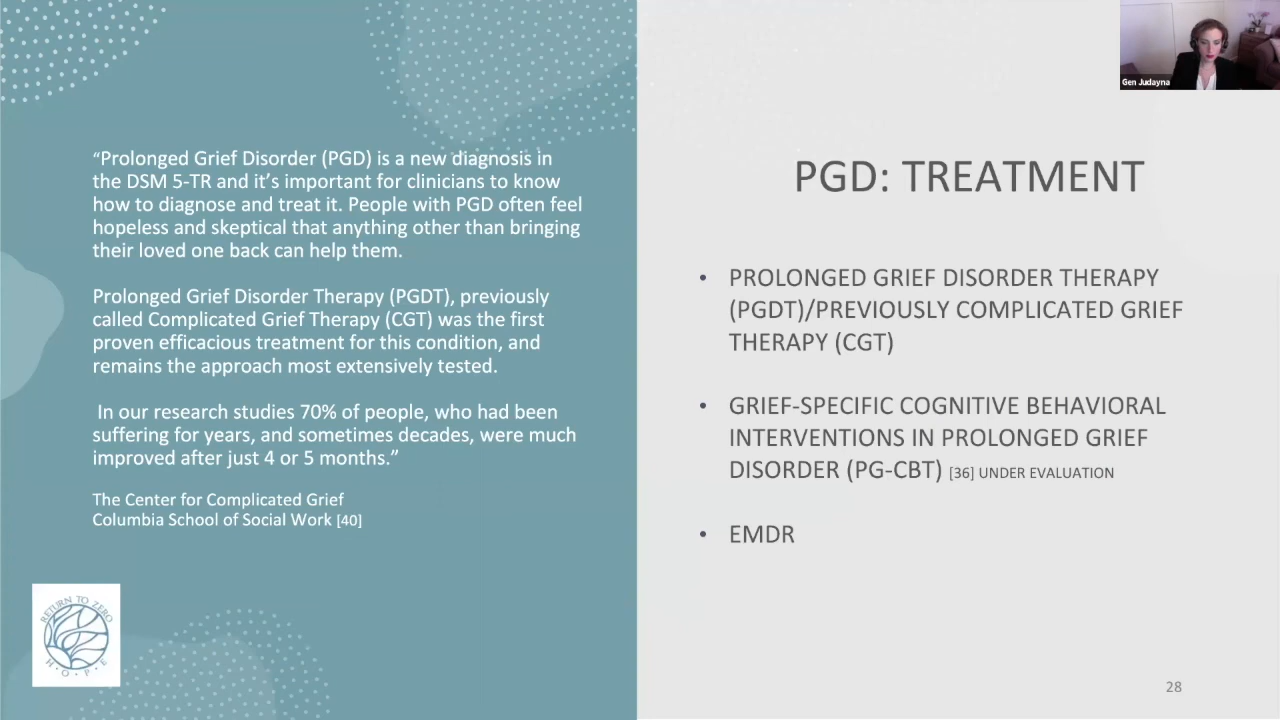 “Prolonged Grief Disorder (PGD) is a new diagnosis in
the DSM 5-TR and it’s important for clinicians to know
how to diagnose and treat it. People with PGD often feel
hopeless and skeptical that anything other than bringing
their loved one back can help them.
Prolonged Grief Disorder Therapy (PGDT), previously
called Complicated Grief Therapy (CGT) was the first
proven efficacious treatment for this condition, and
remains the approach most extensively tested.
In our research studies 70% of people, who had been
suffering for years, and sometimes decades, were much
improved after just 4 or 5 months.”
The Center for Complicated Grief
Columbia School of Social Work [40]
RETURN TO ZERO
H·O·P·E
Gen Judayna
PGD: TREATMENT
• PROLONGED GRIEF DISORDER THERAPY
(PGDT)/PREVIOUSLY COMPLICATED GRIEF
THERAPY (CGT)
• GRIEF-SPECIFIC COGNITIVE BEHAVIORAL
INTERVENTIONS IN PROLONGED GRIEF
DISORDER (PG-CBT) [36] UNDER EVALUATION
• EMDR
28